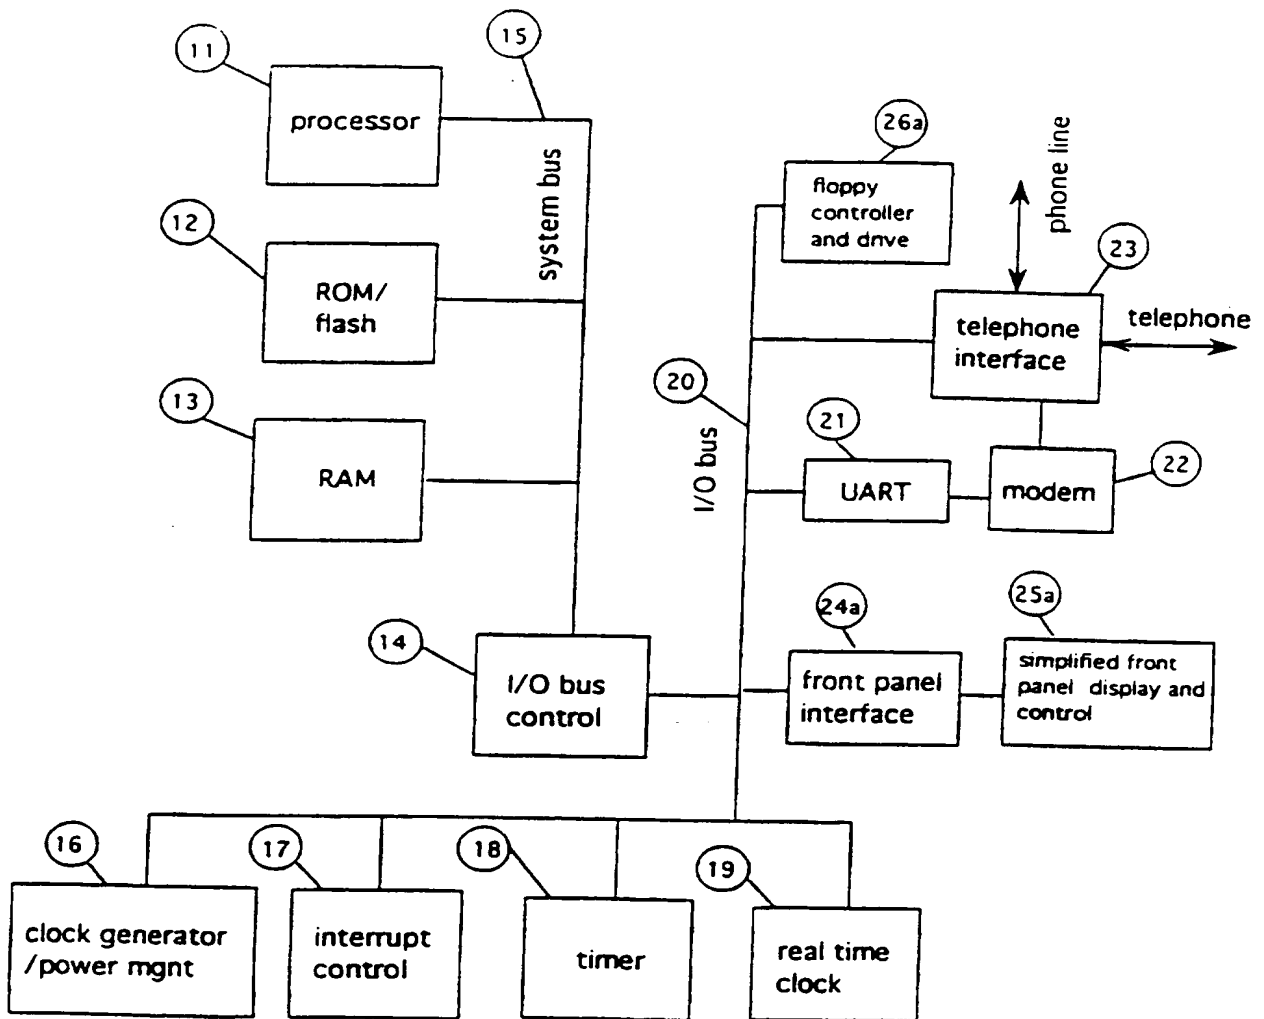 11
processor
15
system bus
12
ROM/
flash
13
RAM
14
I/O bus
control
26a
floppy
controller
and drive
phone line
23
telephone
interface
telephone
20
I/O bus
21
UART
22
modem
24a
front panel
interface
25a
simplified front
panel display and
control
16
clock generator
/power mgnt
17
interrupt
control
18
timer
19
real time
clock